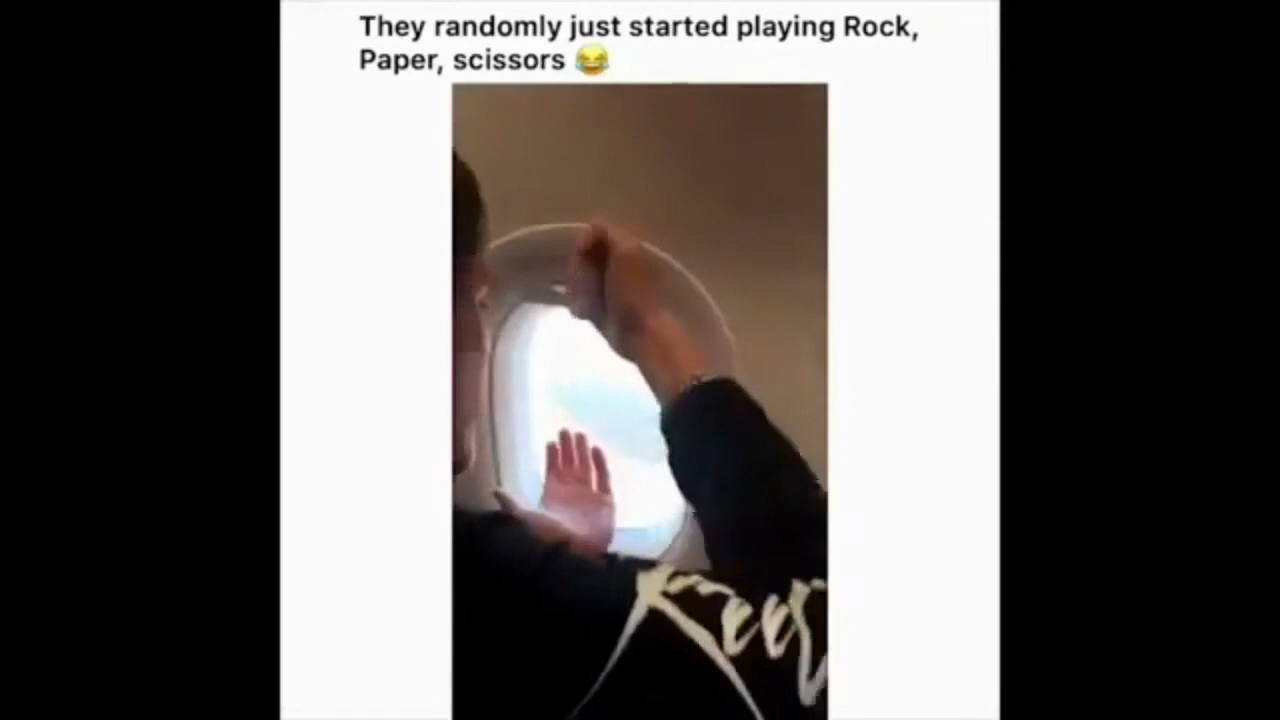 They randomly just started playing Rock,
Paper, scissors 😂